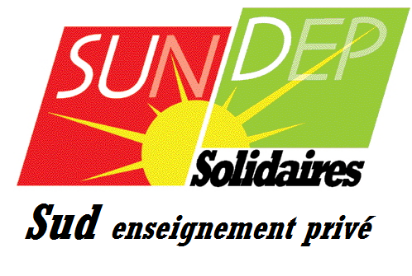 SUNDEP
Solidaires
Sud enseignement privé